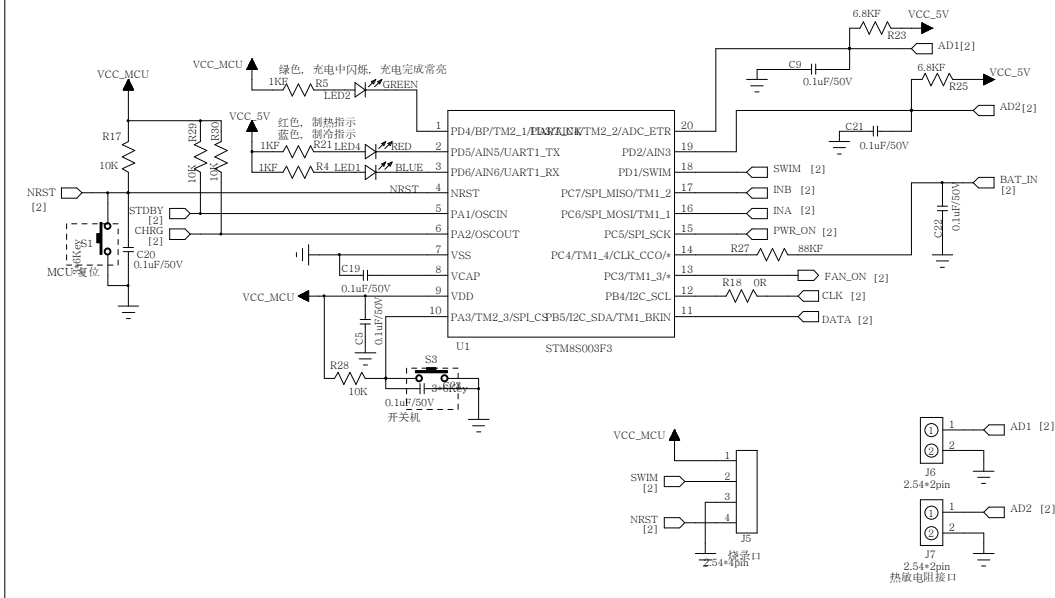 6.8KF
VCC_5V
R23
AD1[2]
C9
0.1uF/50V
6.8KF
VCC_5V
R25
AD2[2]
C21
0.1uF/50V
VCC_MCU
VCC_MCU
绿色，充电中闪烁，充电完成常亮
1KF
R5
GREEN
LED2
VCC_5V
红色，制热指示
蓝色，制冷指示
1KF
R21
LED4
RED
1KF
R4
LED1
BLUE
R17
10K
R29
10K
R30
10K
NRST
[2]
NRST
STDBY
[2]
CHRG
[2]
S1
C20
0.1uF/50V
MCU复位
1
PD4/BP/TM2_1/
TM2_2/ADC_ETR
20
2
PD5/AIN5/UART1_TX
PD2/AIN3
19
3
PD6/AIN6/UART1_RX
PD1/SWIM
18
SWIM
[2]
4
NRST
PC7/SPI_MISO/TM1_2
17
INB
[2]
5
PA1/OSCIN
PC6/SPI_MOSI/TM1_1
16
INA
[2]
6
PA2/OSCOUT
PC5/SPI_SCK
15
PWR_ON [2]
7
VSS
PC4/TM1_4/CLK_CCO/*
14
R27
88KF
8
VCAP
PC3/TM1_3/*
13
FAN_ON [2]
9
VDD
PB4/I2C_SCL
12
R18
0R
CLK [2]
10
PA3/TM2_3/SPI_CS
PB5/I2C_SDA/TM1_BKIN
11
DATA [2]
U1
STM8S003F3
BAT_IN
[2]
C22
0.1uF/50V
C19
0.1uF/50V
VCC_MCU
C5
0.1uF/50V
R28
10K
S3
3*6Key
0.1uF/50V
开关机
VCC_MCU
SWIM
[2]
NRST
[2]
1
2
3
4
J5
烧录口
2.54*4pin
1
1
AD1 [2]
2
2
J6
2.54*2pin
1
1
AD2 [2]
2
2
J7
2.54*2pin
热敏电阻接口